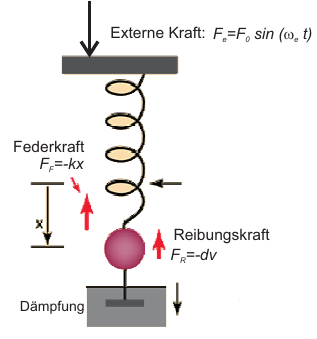 Externe Kraft: Fe=F0 sin (ωe t)
Federkraft
FF=-kx
x
Reibungskraft
FR=-dv
Dämpfung